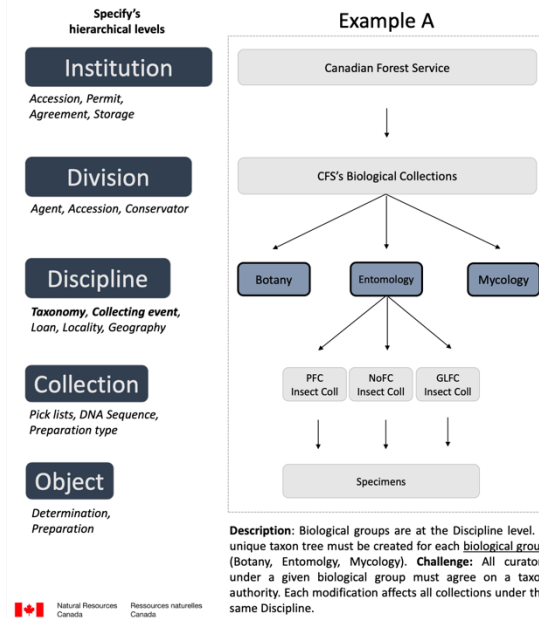 Specify's
hierarchical levels
Example A
Institution
Accession, Permit,
Agreement, Storage
Canadian Forest Service
Division
Agent, Accession, Conservator
CFS's Biological Collections
Discipline
Taxonomy, Collecting event,
Loan, Locality, Geography
Botany
Entomology
Mycology
Collection
Pick lists, DNA Sequence,
Preparation type
PFC
Insect Coll
NoFC
Insect Coll
GLFC
Insect Coll
Object
Determination,
Preparation
Specimens
Description: Biological groups are at the Discipline level.
unique taxon tree must be created for each biological grou
(Botany, Entomolgy, Mycology). Challenge: All curator
under a given biological group must agree on a taxo
authority. Each modification affects all collections under th
same Discipline.
Natural Resources
Canada
Ressources naturelles
Canada